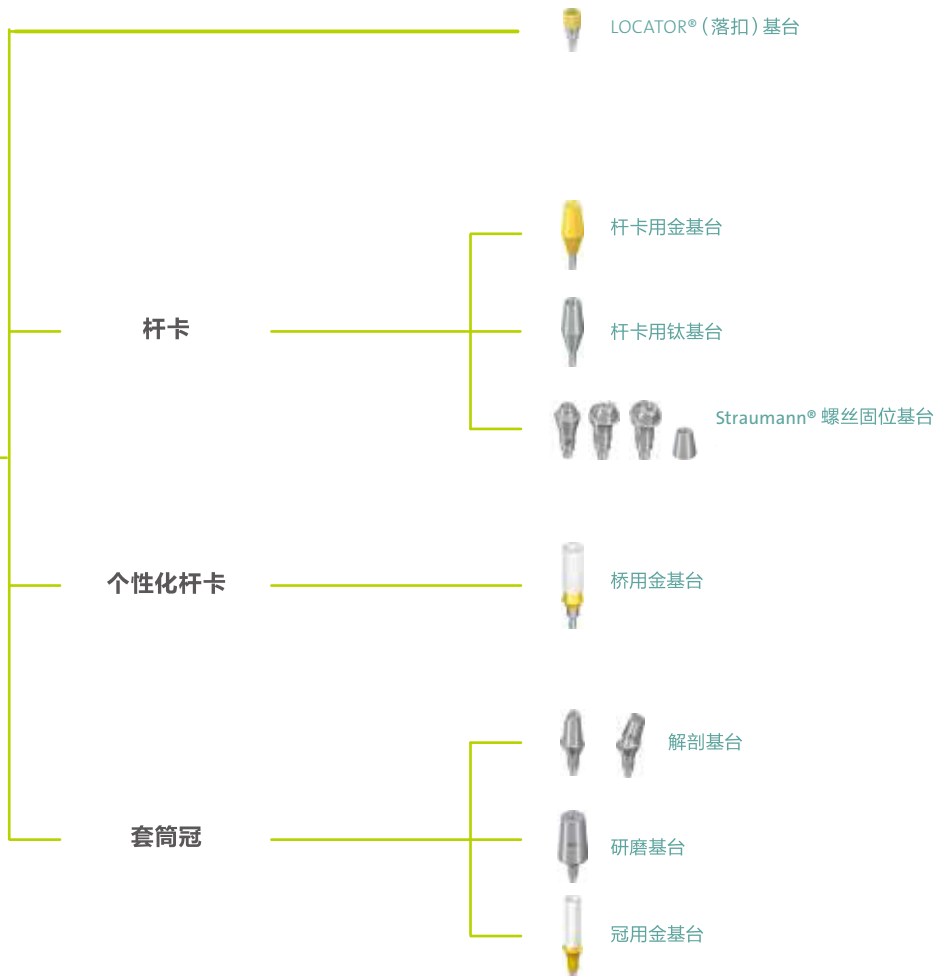 LOCATOR®（落扣）基台
杆卡用金基台
杆卡
杆卡用钛基台
Straumann® 螺丝固位基台
个性化杆卡
桥用金基台
解剖基台
套筒冠
研磨基台
冠用金基台